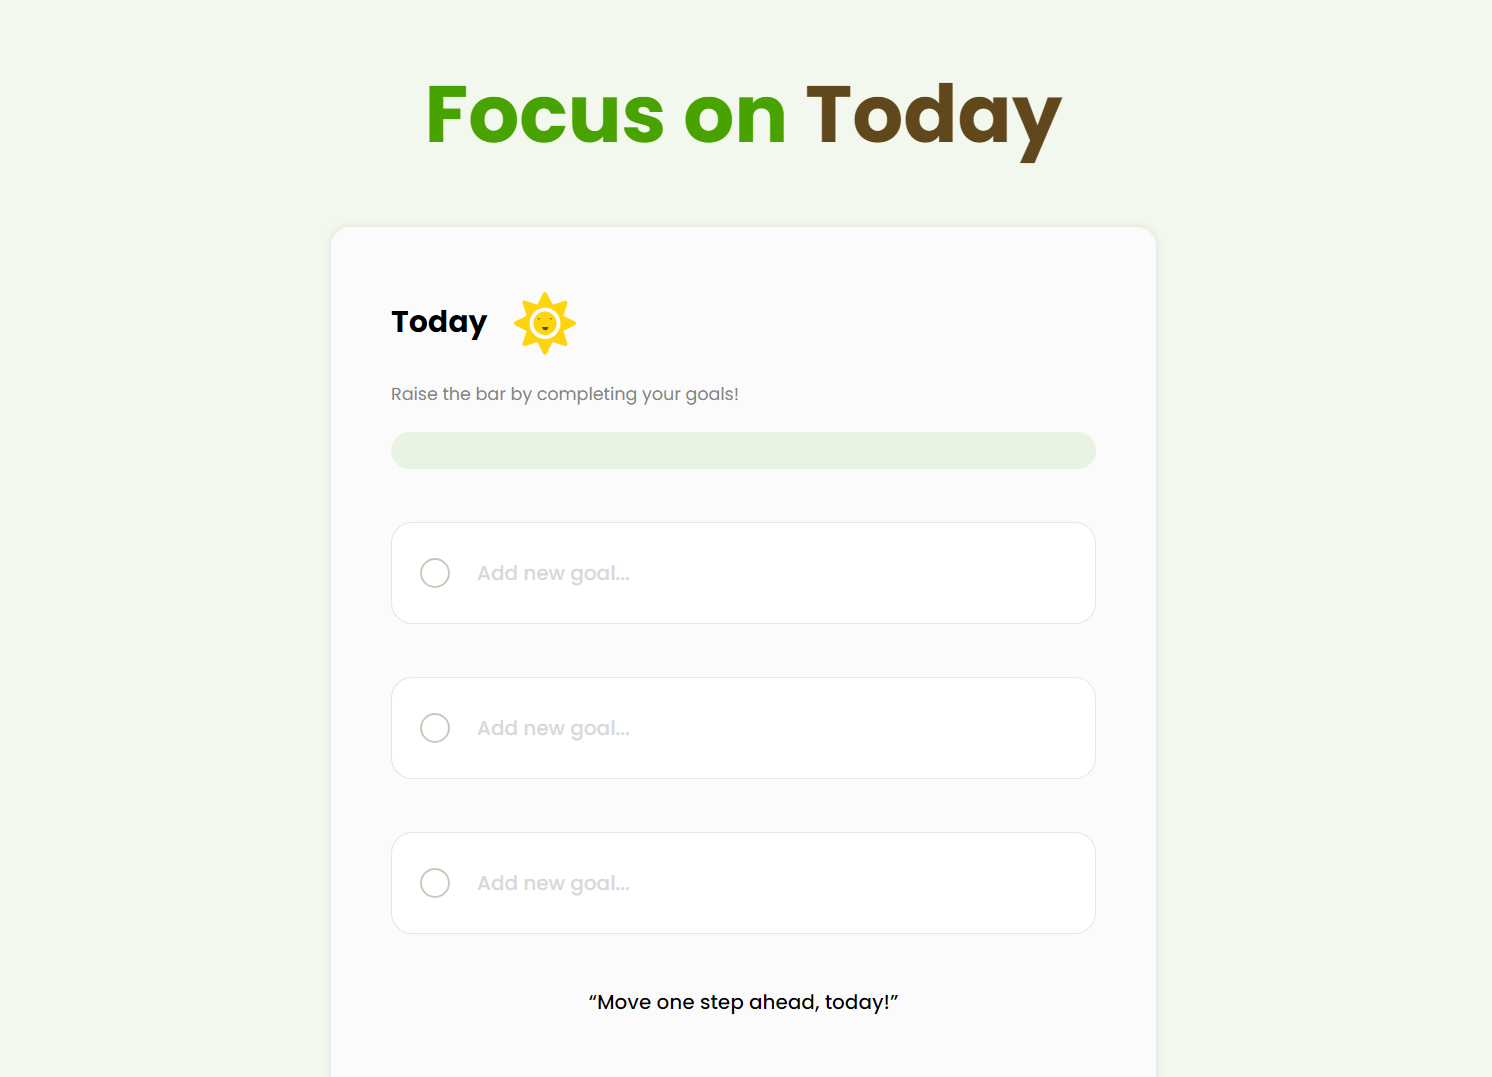 Focus on Today
Today
Raise the bar by completing your goals!
Add new goal...
Add new goal...
Add new goal...
“Move one step ahead, today!”